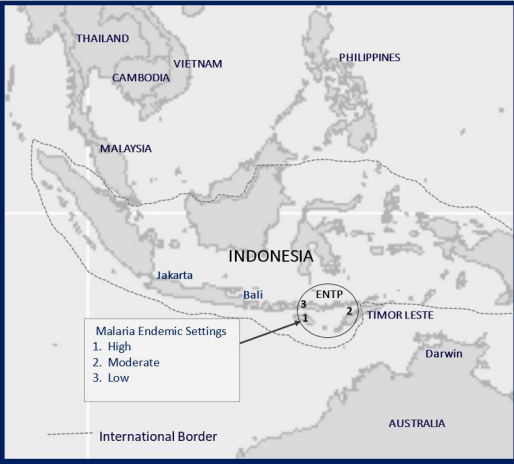 THAILAND
VIETNAM
CAMBODIA
PHILIPPINES
MALAYSIA
INDONESIA
Jakarta
Bali
ENTP
3
1
2
TIMOR LESTE
Malaria Endemic Settings
1. High
2. Moderate
3. Low
Darwin
AUSTRALIA
International Border